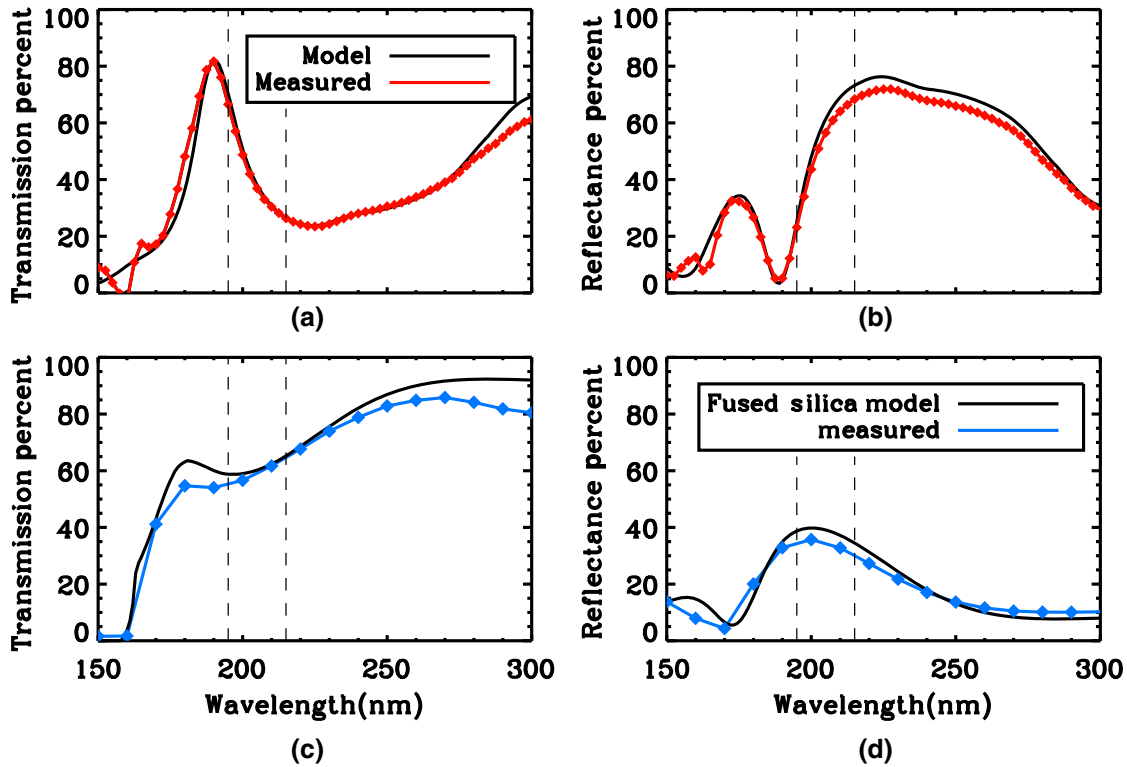 100
80
60
40
20
0
Transmission percent
Model
Measured
(a)
100
80
60
40
20
0
Reflectance percent
(b)
100
80
60
40
20
0
Transmission percent
150 200 250 300
Wavelength(nm)
(c)
100
80
60
40
20
0
Reflectance percent
Fused silica model
measured
150 200 250 300
Wavelength(nm)
(d)